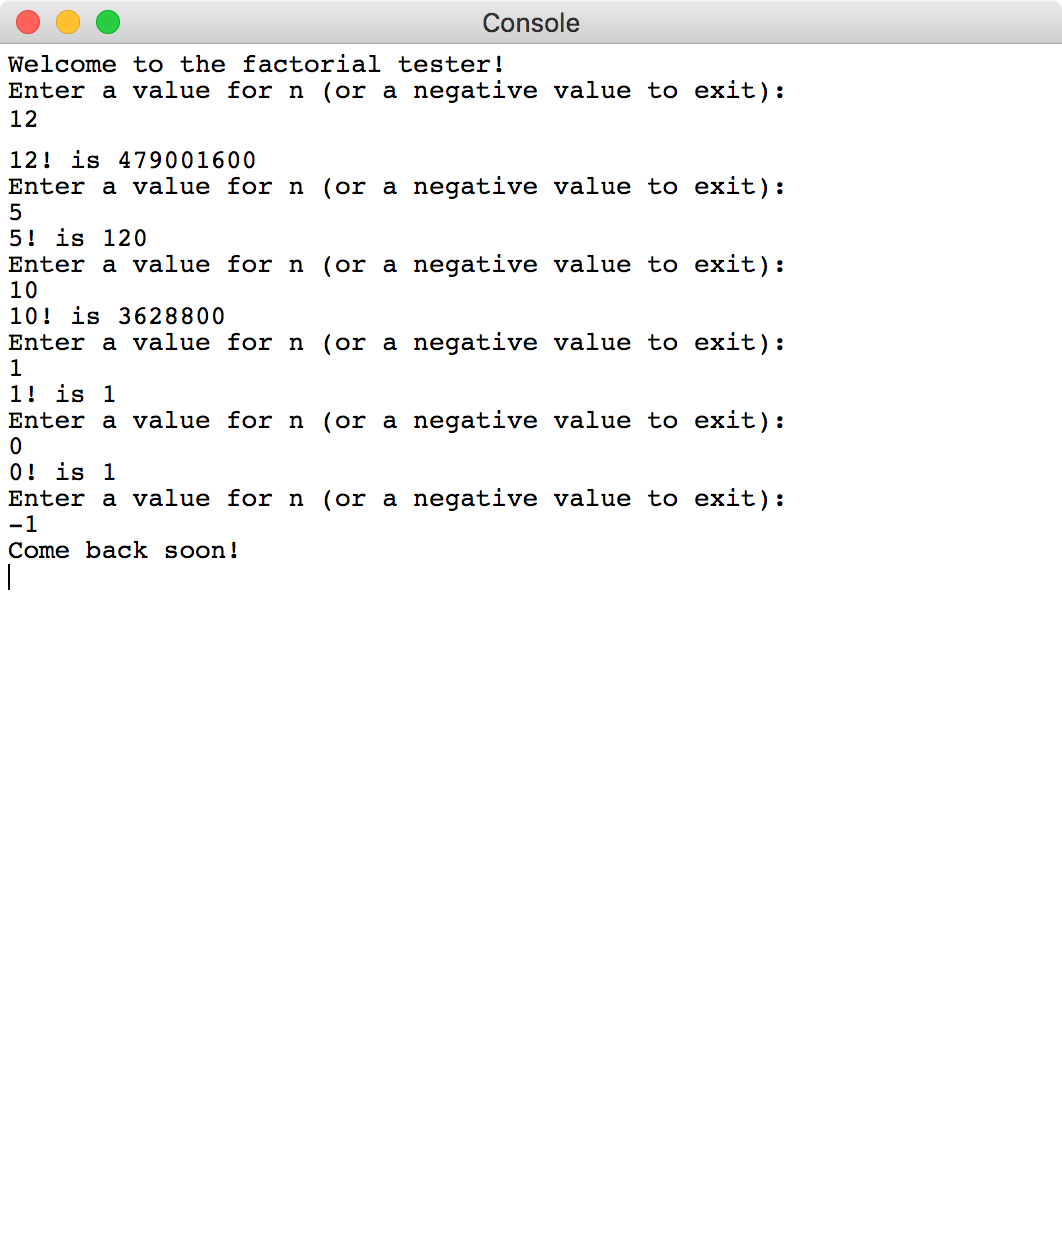 Console
Welcome to the factorial tester!
Enter a value for n (or a negative value to exit):
12
12! is 479001600
Enter a value for n (or a negative value to exit):
5
5! is 120
Enter a value for n (or a negative value to exit):
10
10! is 3628800
Enter a value for n (or a negative value to exit):
1
1! is 1
Enter a value for n (or a negative value to exit):
0
0! is 1
Enter a value for n (or a negative value to exit):
-1
Come back soon!